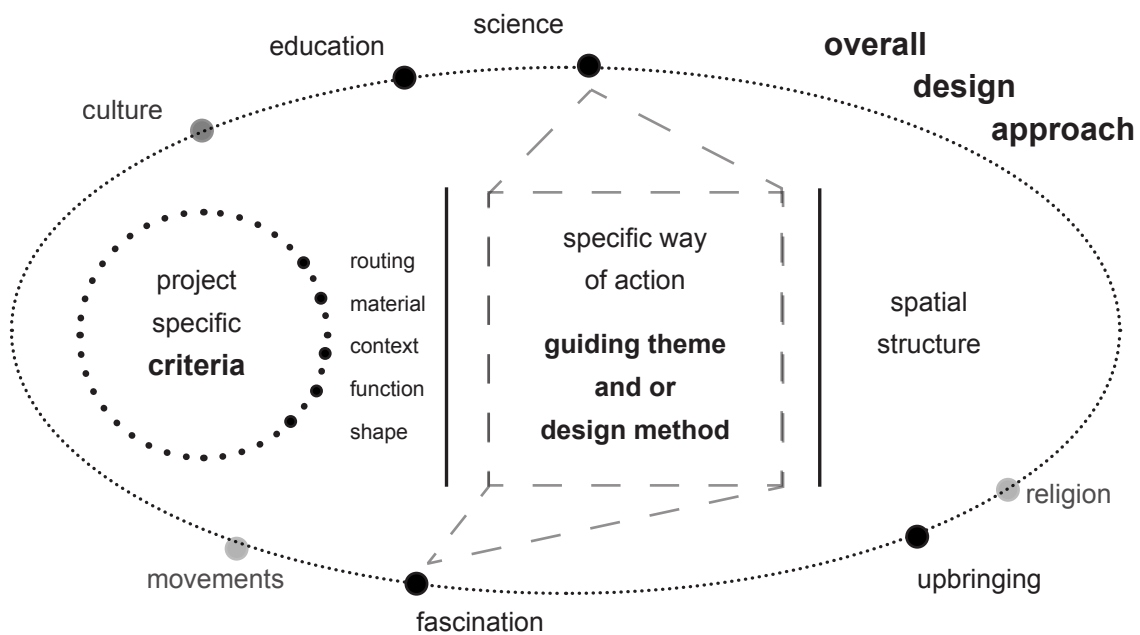 science
education
overall
design
approach
culture
project
specific
criteria
routing
material
context
function
shape
specific way
of action
guiding theme
and or
design method
spatial
structure
religion
movements
upbringing
fascination